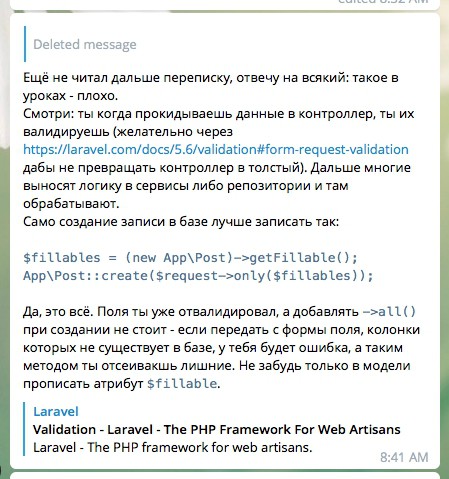 edited 8:32 AM
Deleted message
Ещё не читал дальше переписку, отвечу на всякий: такое в
уроках - плохо.
Смотри: ты когда прокидываешь данные в контроллер, ты их
валидируешь (желательно через
https://laravel.com/docs/5.6/validation#form-request-validation
дабы не превращать контроллер в толстый). Дальше многие
выносят логику в сервисы либо репозитории и там
обрабатывают.
Само создание записи в базе лучше записать так:
$fillables = (new App\Post)->getFillable();
App\Post::create($request->only($fillables));
Да, это всё. Поля ты уже отвалидировал, а добавлять ->all()
при создании не стоит - если передать с формы поля, колонки
которых не существует в базе, у тебя будет ошибка, а таким
методом ты отсеивакшь лишние. Не забудь только в модели
прописать атрибут $fillable.
Laravel
Validation - Laravel - The PHP Framework For Web Artisans
Laravel - The PHP framework for web artisans.
8:41 AM